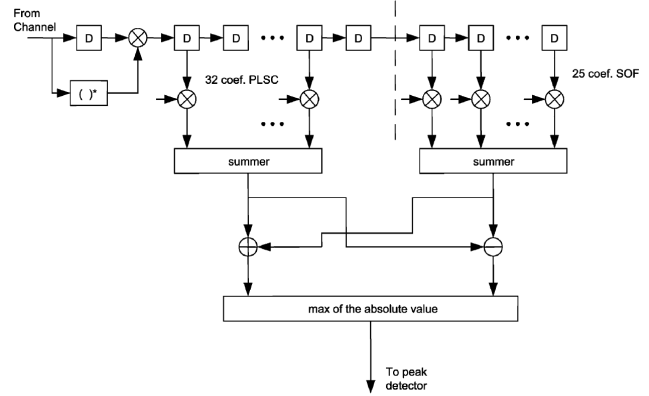 From
Channel
D
D
D
D
D
D
D
D
( )*
32 coef. PLSC
25 coef. SOF
summer
summer
max of the absolute value
To peak
detector